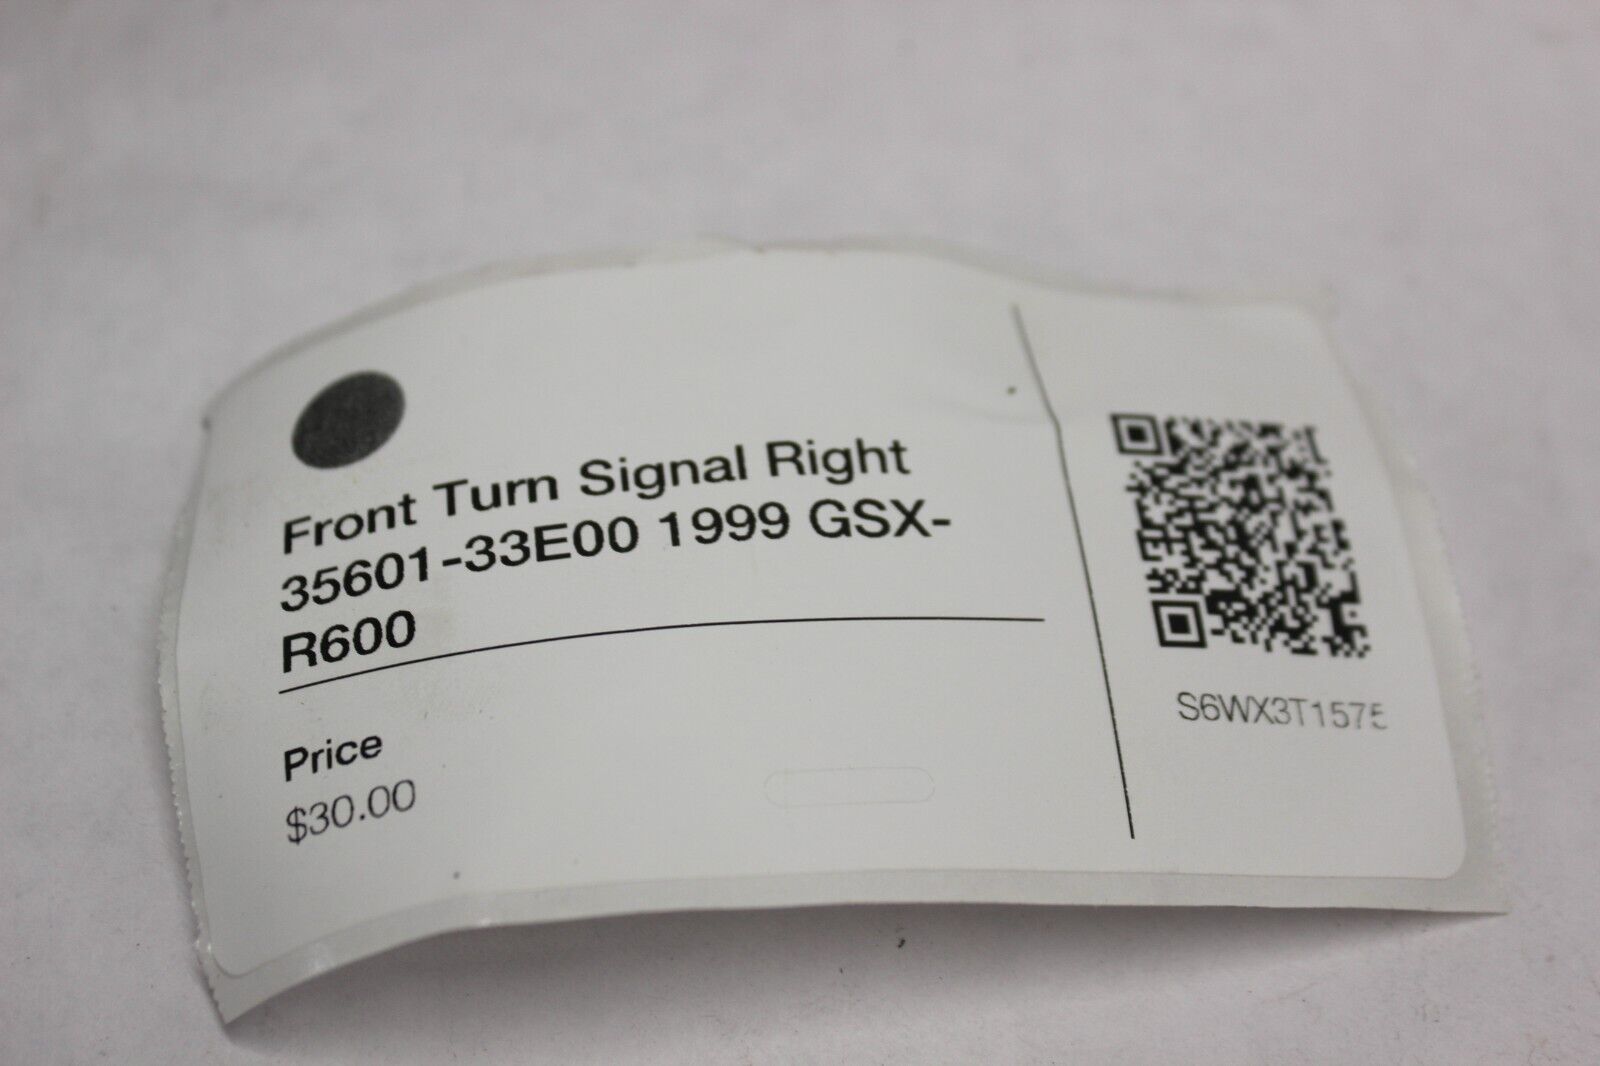 Front Turn Signal Right
35601-33E00 1999 GSX-
R600
Price
$30.00
S6WX3T1575